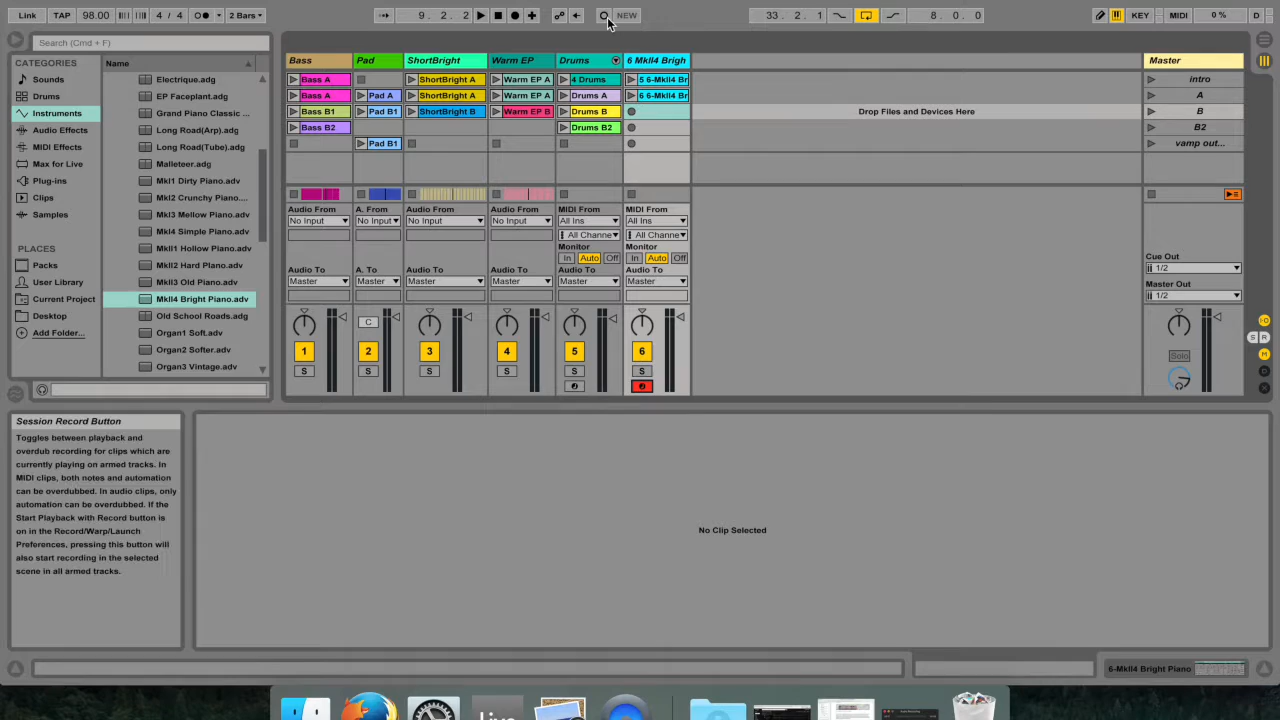 Link TAP 98.00 4 / 4 2 Bars 9. 2. 2 NEW 33. 2. 1 8. 0. 0 KEY MIDI 0 % D
Search (Cmd + F)
CATEGORIES
Sounds
Drums
Instruments
Audio Effects
MIDI Effects
Max for Live
Plug-ins
Clips
Samples
PLACES
Packs
User Library
Current Project
Desktop
Add Folder...
Name
Electrique.adg
EP Faceplant.adg
Grand Piano Classic ...
Long Road(Arp).adg
Long Road(Tube).adg
Malleteer.adg
MkI1 Dirty Piano.adv
MkI2 Crunchy Piano....
MkI3 Mellow Piano.adv
MkI4 Simple Piano.adv
MkII1 Hollow Piano.adv
MkII2 Hard Piano.adv
MkII3 Old Piano.adv
MkII4 Bright Piano.adv
Old School Roads.adg
Organ1 Soft.adv
Organ2 Softer.adv
Organ3 Vintage.adv
Bass Pad ShortBright Warm EP Drums 6 MkII4 Brigh Master
Bass A ShortBright A Warm EP A 4 Drums 5 6-MkII4 Br intro
Bass A Pad A ShortBright A Warm EP A Drums A 6 6-MkII4 Br A
Bass B1 Pad B1 ShortBright B Warm EP B Drums B Drop Files and Devices Here B
Bass B2 Drums B2 B2
Pad B1 vamp out...
Audio From A. From Audio From Audio From MIDI From MIDI From
No Input No Input No Input No Input All Ins All Ins
All Channe All Channe
Monitor Monitor
In Auto Off In Auto Off Cue Out
1/2
Audio To A. To Audio To Audio To Audio To Audio To
Master Master Master Master Master Master
Master Out
1/2
C
1 2 3 4 5 6 Solo
S S S S S S
S R
M
D
X
Session Record Button
Toggles between playback and
overdub recording for clips which are
currently playing on armed tracks. In
MIDI clips, both notes and automation
can be overdubbed. In audio clips, only
automation can be overdubbed. If the
Start Playback with Record button is
on in the Record/Warp/Launch
Preferences, pressing this button will
also start recording in the selected
scene in all armed tracks.
No Clip Selected
6-MkII4 Bright Piano
Live